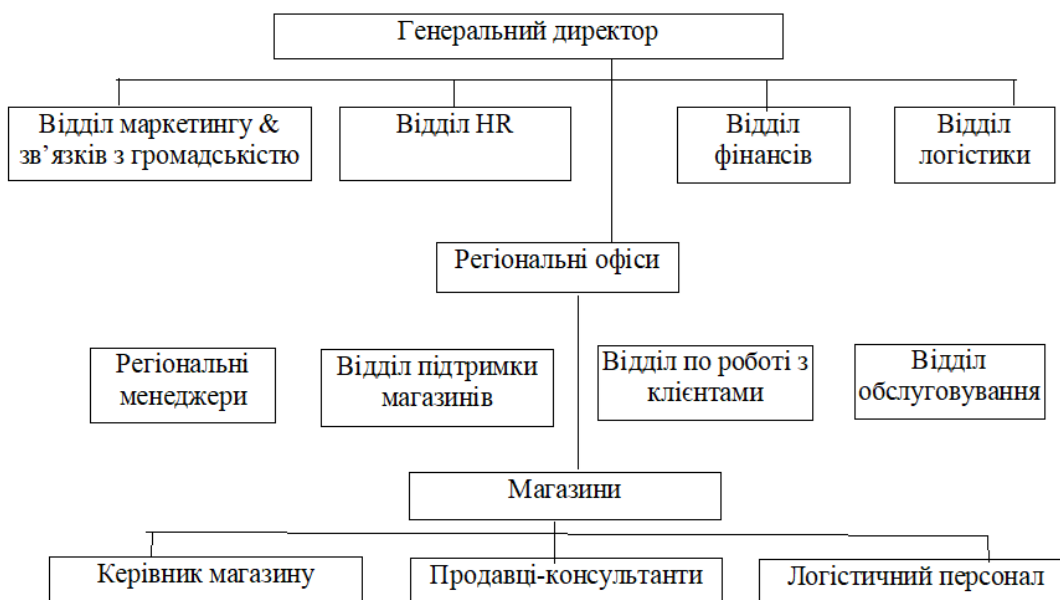 Генеральний директор
Відділ маркетингу &
зв’язків з громадськістю
Відділ HR
Відділ
фінансів
Відділ
логістики
Регіональні офіси
Регіональні
менеджери
Відділ підтримки
магазинів
Відділ по роботі з
клієнтами
Відділ
обслуговування
Магазини
Керівник магазину
Продавці-консультанти
Логістичний персонал